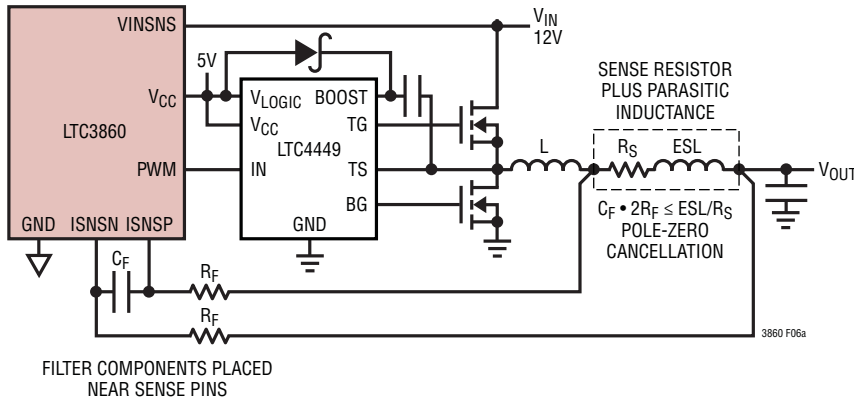 VINSNS
V_IN
12V
5V
V_CC
V_LOGIC
BOOST
V_CC
TG
LTC3860
LTC4449
PWM
IN
TS
BG
GND
GND
ISNSN
ISNSP
L
SENSE RESISTOR
PLUS PARASITIC
INDUCTANCE
R_S
ESL
V_OUT
C_F • 2R_F ≤ ESL/R_S
POLE-ZERO
CANCELLATION
C_F
R_F
R_F
3860 F06a
FILTER COMPONENTS PLACED
NEAR SENSE PINS